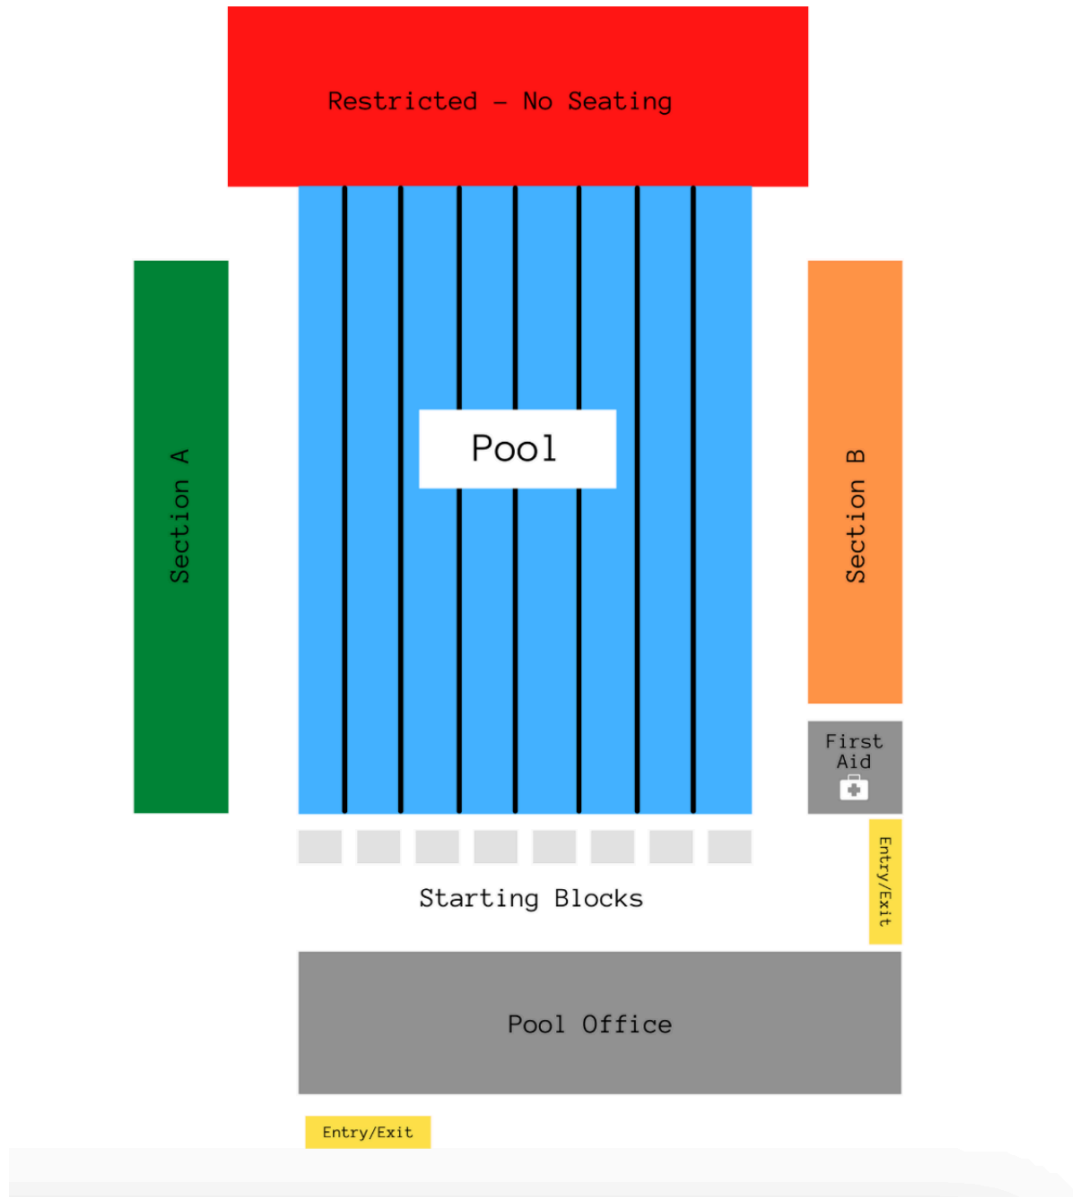 Restricted - No Seating
Section A
Pool
Section B
First
Aid
Entry/Exit
Starting Blocks
Pool Office
Entry/Exit